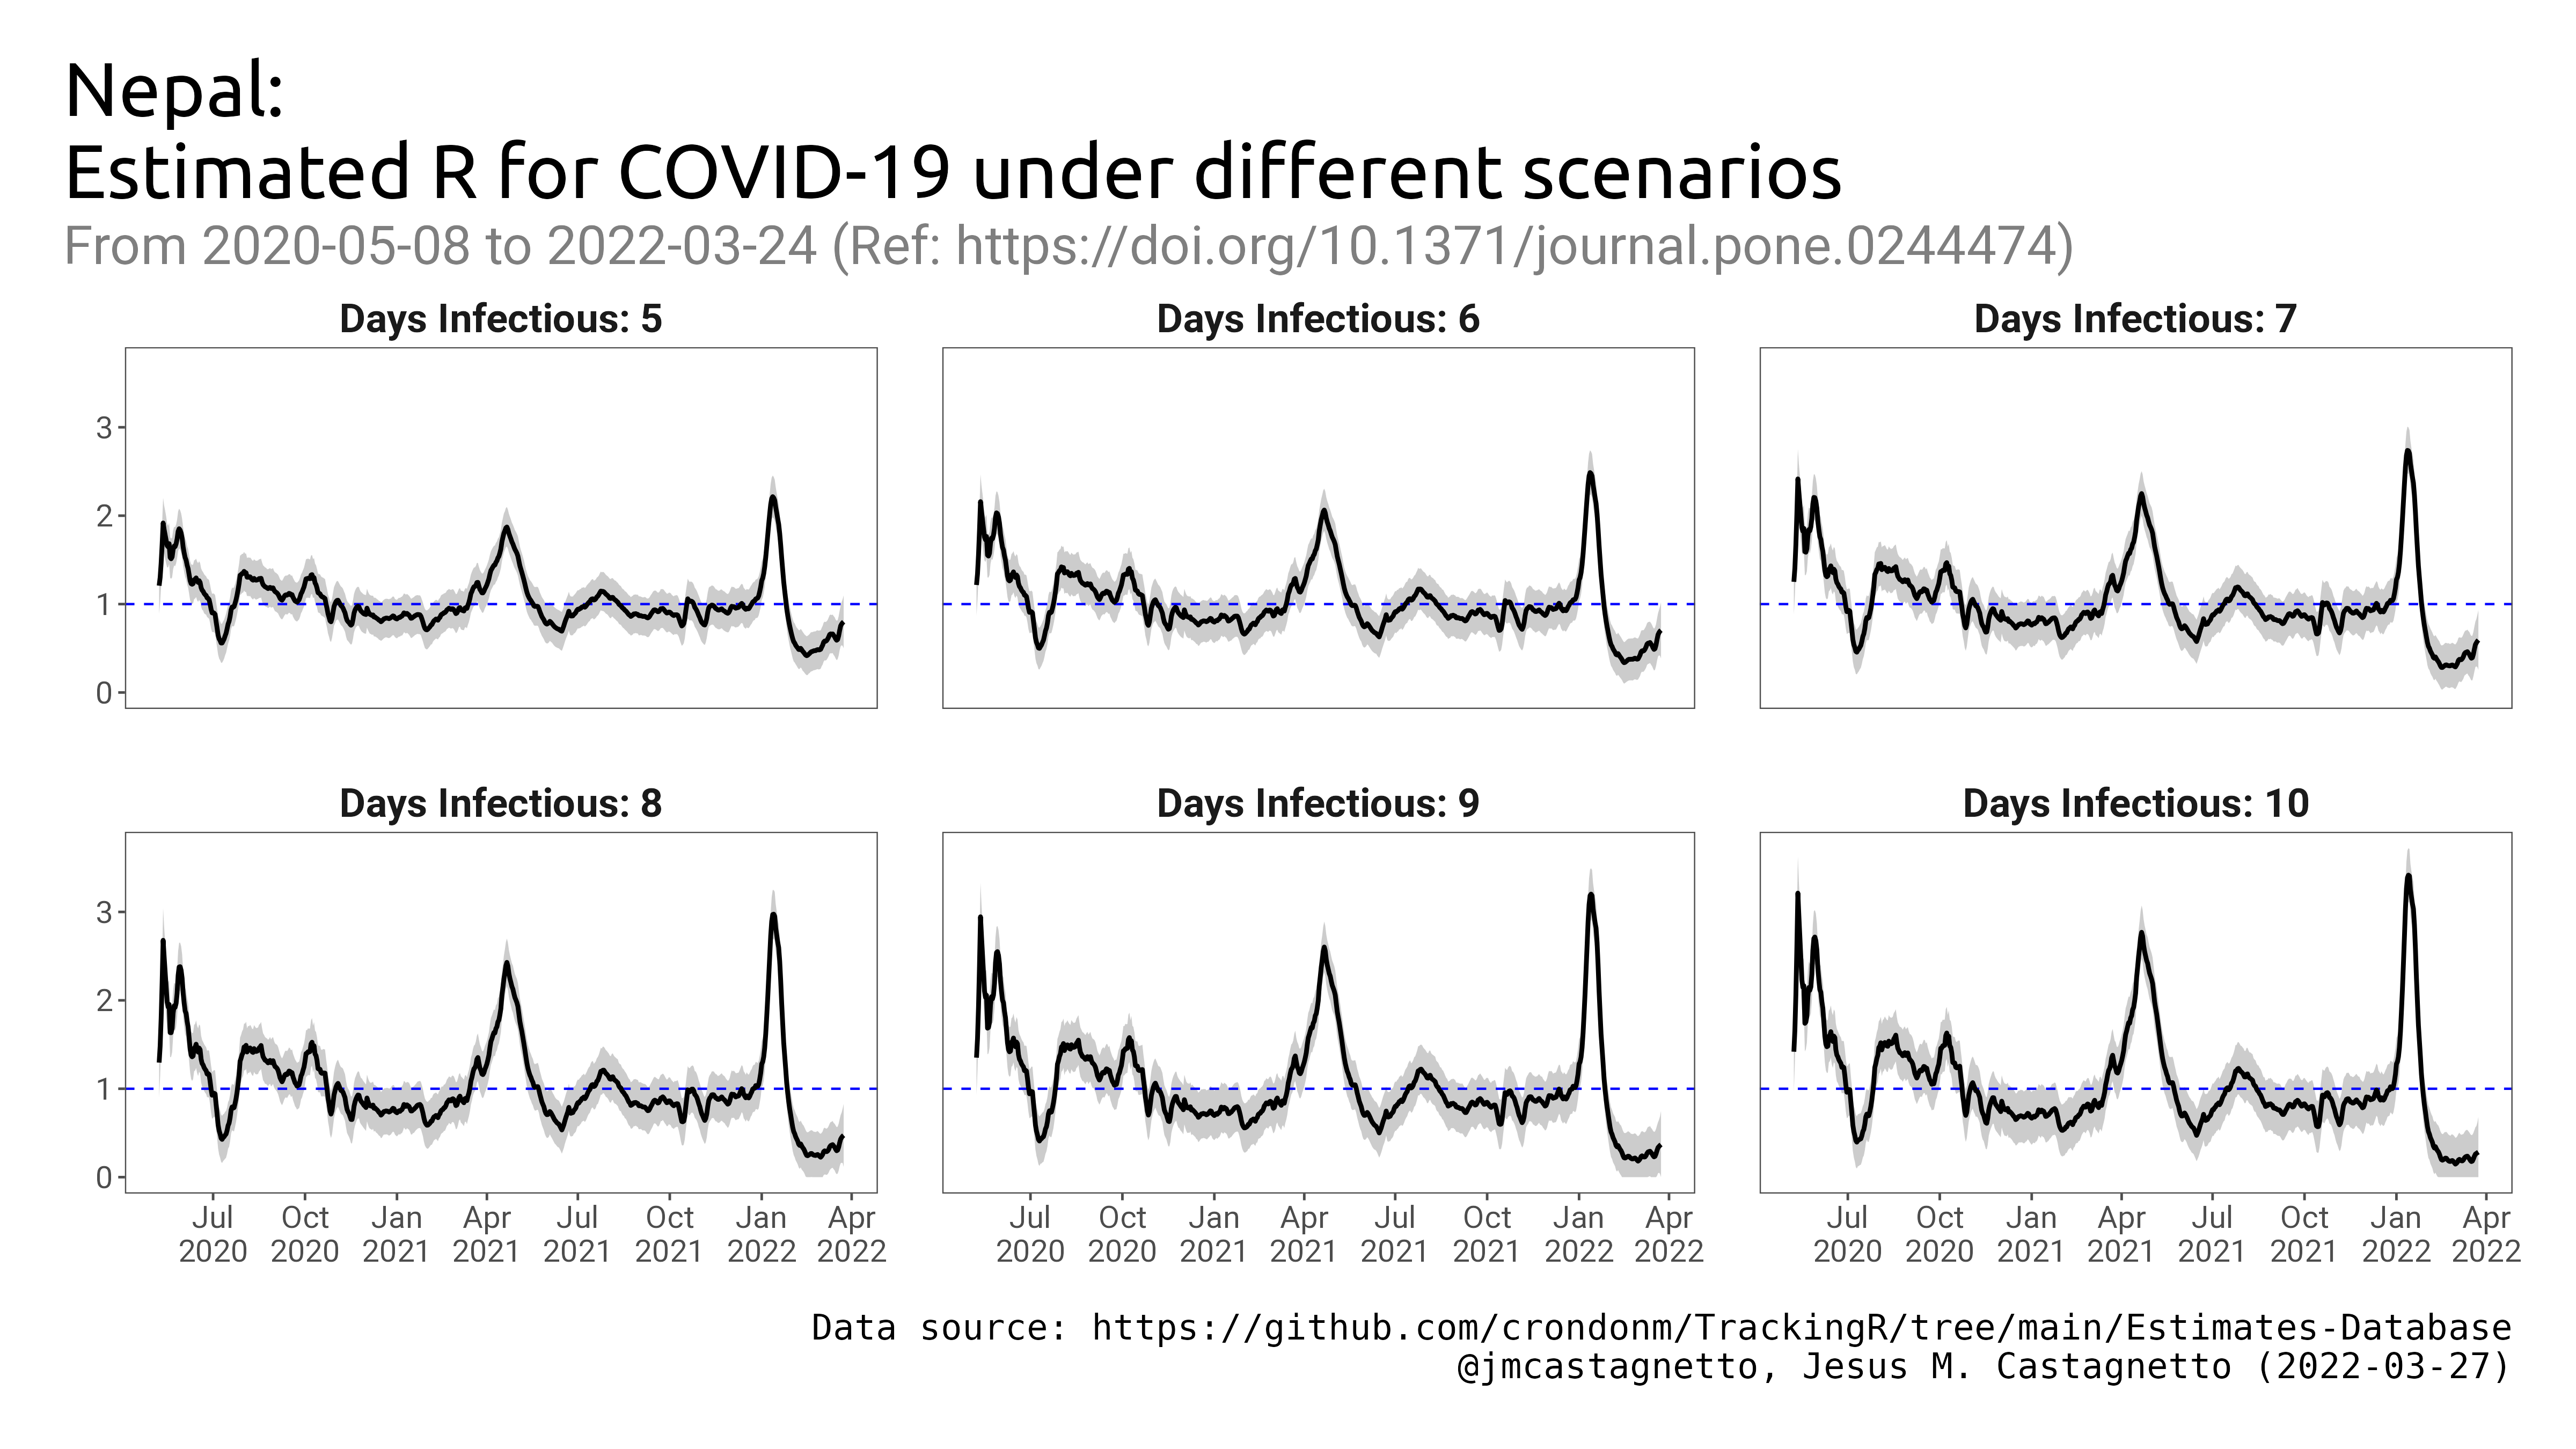 Nepal:
Estimated R for COVID-19 under different scenarios
From 2020-05-08 to 2022-03-24 (Ref: https://doi.org/10.1371/journal.pone.0244474)
Days Infectious: 5
Days Infectious: 6
Days Infectious: 7
3
2
1
0
Days Infectious: 8
Days Infectious: 9
Days Infectious: 10
3
2
1
0
Jul Oct Jan Apr Jul Oct Jan Apr
2020 2020 2021 2021 2021 2021 2022 2022
Jul Oct Jan Apr Jul Oct Jan Apr
2020 2020 2021 2021 2021 2021 2022 2022
Jul Oct Jan Apr Jul Oct Jan Apr
2020 2020 2021 2021 2021 2021 2022 2022
Data source: https://github.com/crondonm/TrackingR/tree/main/Estimates-Database
@jmcastagnetto, Jesus M. Castagnetto (2022-03-27)